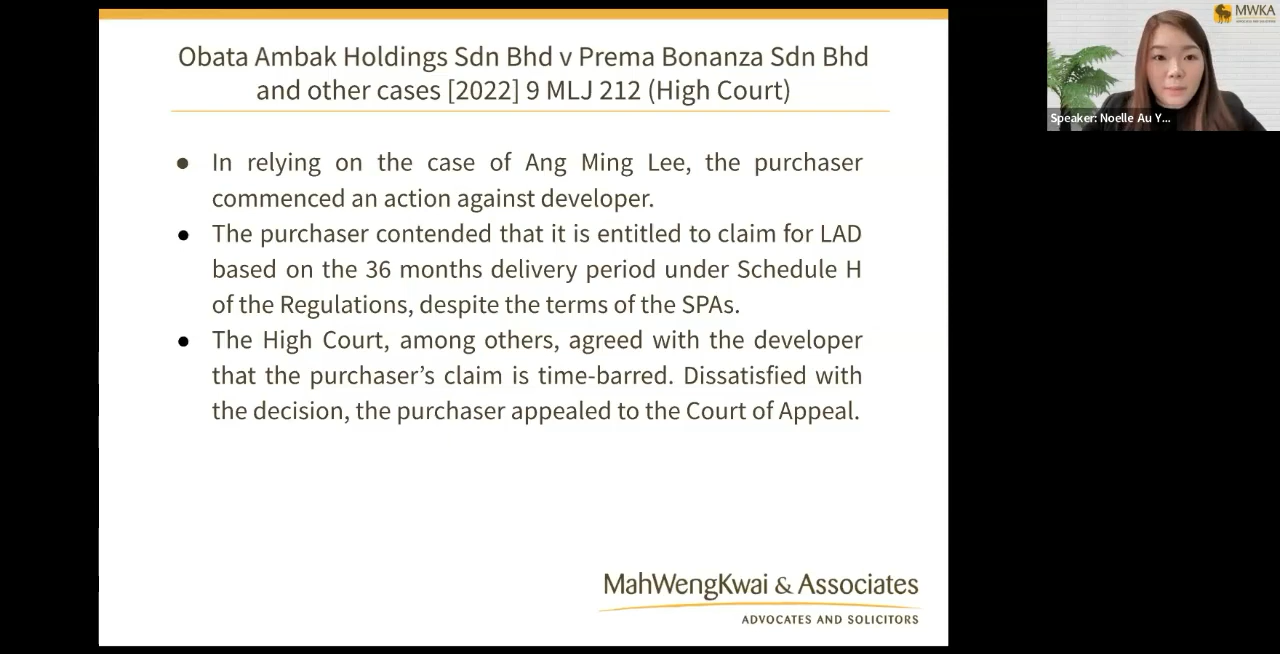 Obata Ambak Holdings Sdn Bhd v Prema Bonanza Sdn Bhd
and other cases [2022] 9 MLJ 212 (High Court)
● In relying on the case of Ang Ming Lee, the purchaser
commenced an action against developer.
● The purchaser contended that it is entitled to claim for LAD
based on the 36 months delivery period under Schedule H
of the Regulations, despite the terms of the SPAs.
● The High Court, among others, agreed with the developer
that the purchaser's claim is time-barred. Dissatisfied with
the decision, the purchaser appealed to the Court of Appeal.
MahWengKwai & Associates
ADVOCATES AND SOLICITORS
MWKA
Speaker: Noelle Au Y...